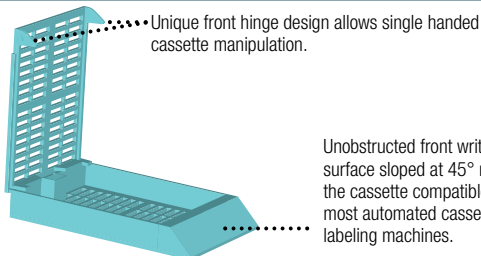 Unique front hinge design allows single handed
cassette manipulation.
Unobstructed front
surface sloped at 45°
the cassette compatible
most automated
labeling machines.